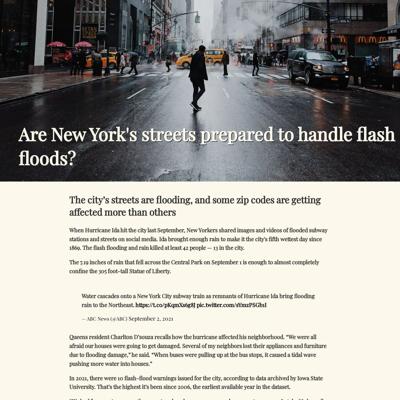 Are New York's streets prepared to handle flash
floods?
The city's streets are flooding, and some zip codes are getting
affected more than others
When Hurricane Ida hit the city last September, New Yorkers shared images and videos of flooded subway
stations and streets on social media. Ida brought enough rain to make it the city's fifth wettest day since
1869. The flash flooding and rain killed at least 42 people — 13 in the city.
The 7.19 inches of rain that fell across the Central Park on September 1 is enough to almost completely
confine the 305 foot-tall Statue of Liberty.
Water cascades onto a New York City subway train as remnants of Hurricane Ida bring flooding
rain to the Northeast.
— ABC News (@ABC) September 2, 2021
Queens resident Charlton D'souza recalls how the hurricane affected his neighborhood. "We were all
afraid our houses were going to get damaged. Several of my neighbors lost their appliances and furniture
due to flooding damage," he said. "When buses were pulling up at the bus stops, it caused a tidal wave
pushing more water into houses."
In 2021, there were 10 flash-flood warnings issued for the city, according to data archived by Iowa State
University. That's the highest it's been since 2006, the earliest available year in the dataset.